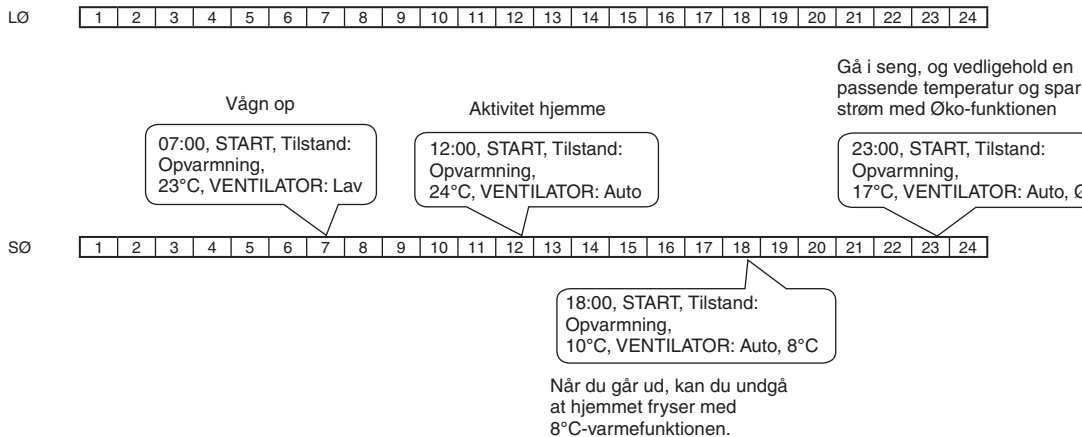 LØ 1 2 3 4 5 6 7 8 9 10 11 12 13 14 15 16 17 18 19 20 21 22 23 24
Gå i seng, og vedligehold en
passende temperatur og spar
strøm med Øko-funktionen
Vågn op
Aktivitet hjemme
07:00, START, Tilstand:
Opvarmning,
23°C, VENTILATOR: Lav
12:00, START, Tilstand:
Opvarmning,
24°C, VENTILATOR: Auto
23:00, START, Tilstand:
Opvarmning,
17°C, VENTILATOR: Auto,
SØ 1 2 3 4 5 6 7 8 9 10 11 12 13 14 15 16 17 18 19 20 21 22 23 24
18:00, START, Tilstand:
Opvarmning,
10°C, VENTILATOR: Auto, 8°C
Når du går ud, kan du undgå
at hjemmet fryser med
8°C-varmefunktionen.